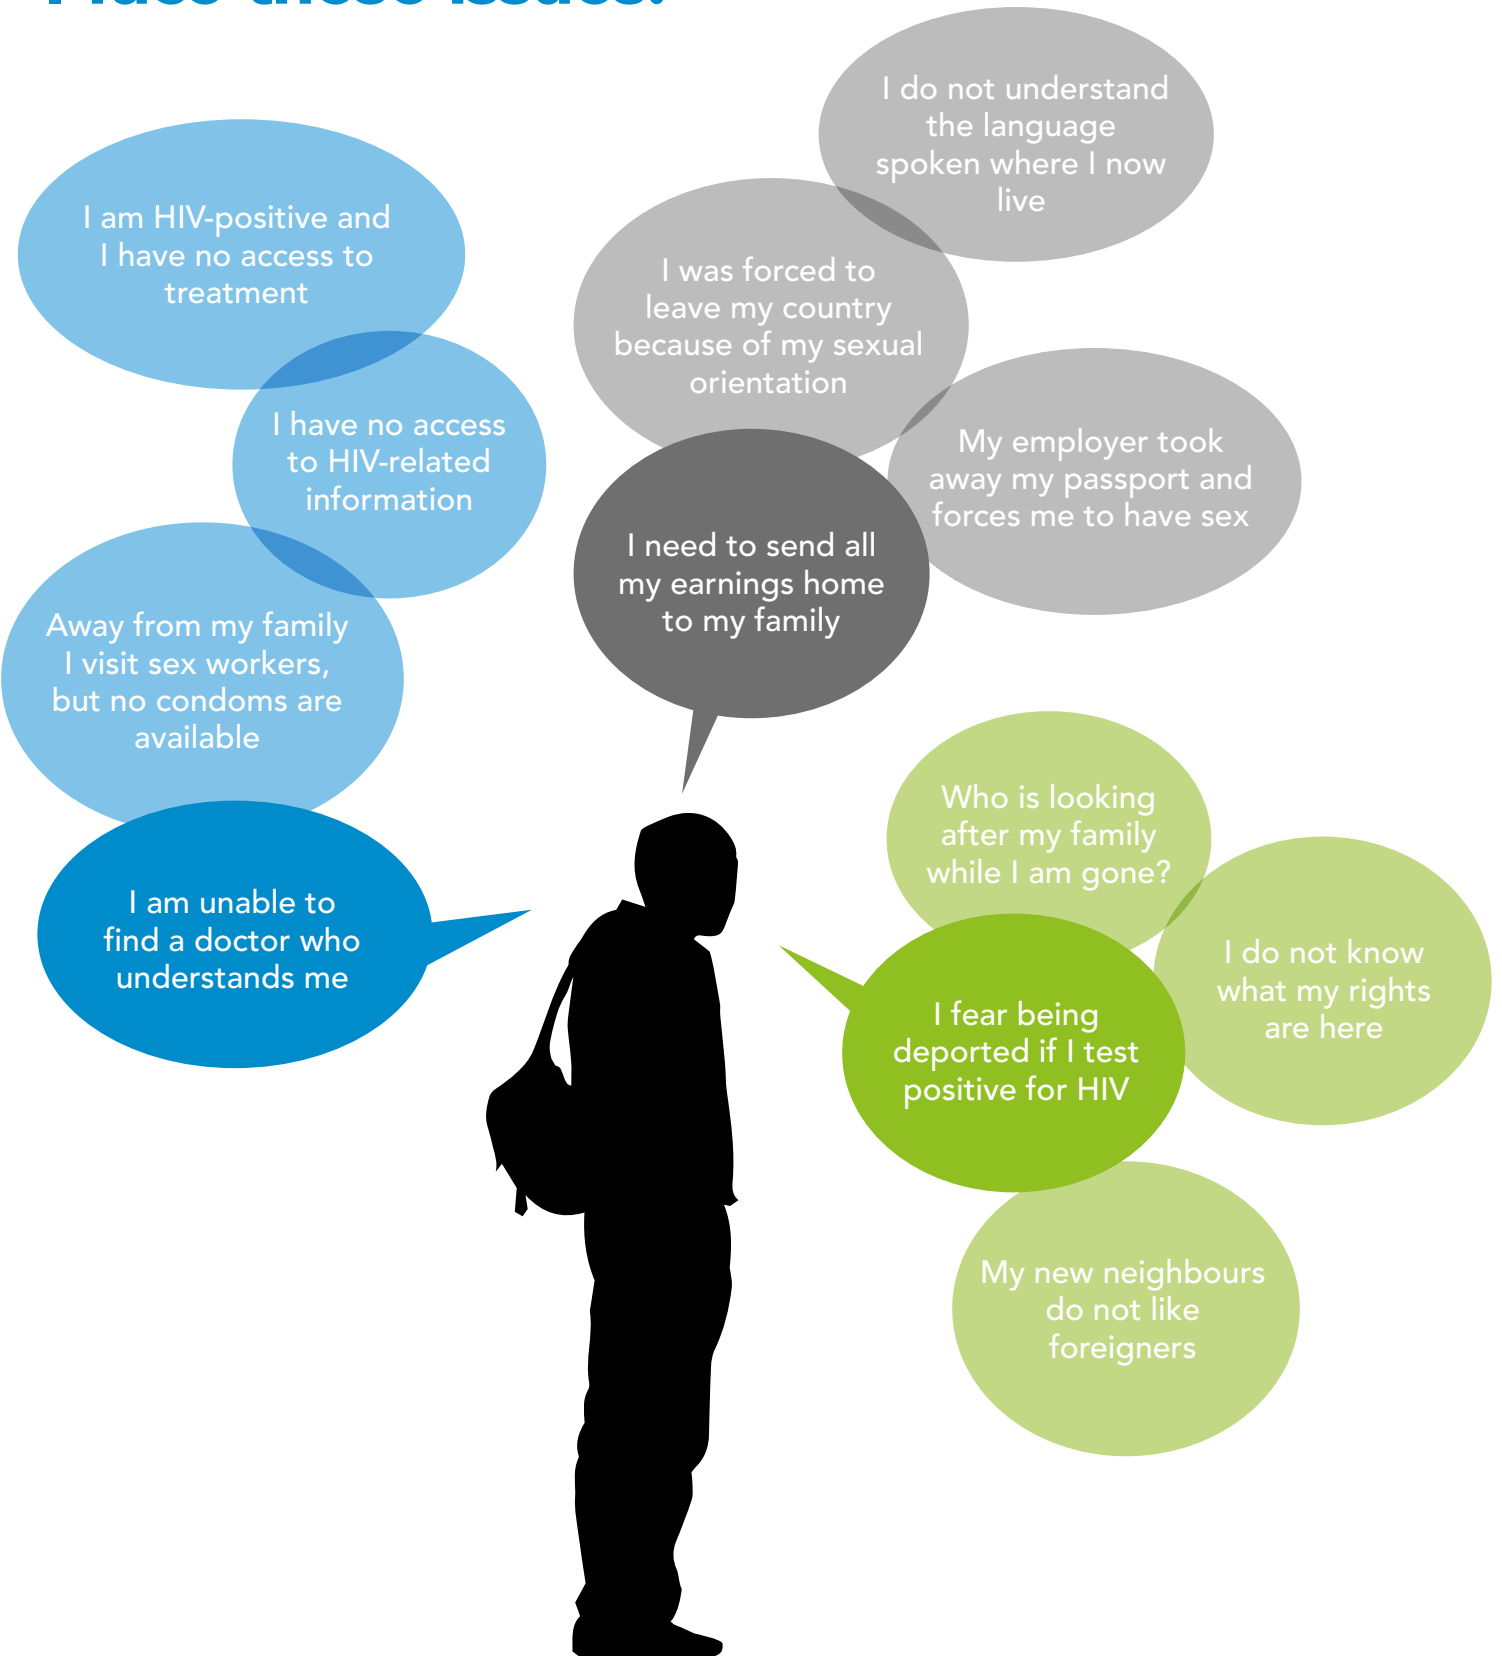 I face these issues:
I do not understand
the language
spoken where I now
live
I am HIV-positive and
I have no access to
treatment
I was forced to
leave my country
because of my sexual
orientation
I have no access
to HIV-related
information
My employer took
away my passport and
forces me to have sex
I need to send all
my earnings home
to my family
Away from my family
I visit sex workers,
but no condoms are
available
Who is looking
after my family
while I am gone?
I am unable to
find a doctor who
understands me
I do not know
what my rights
are here
I fear being
deported if I test
positive for HIV
My new neighbours
do not like
foreigners